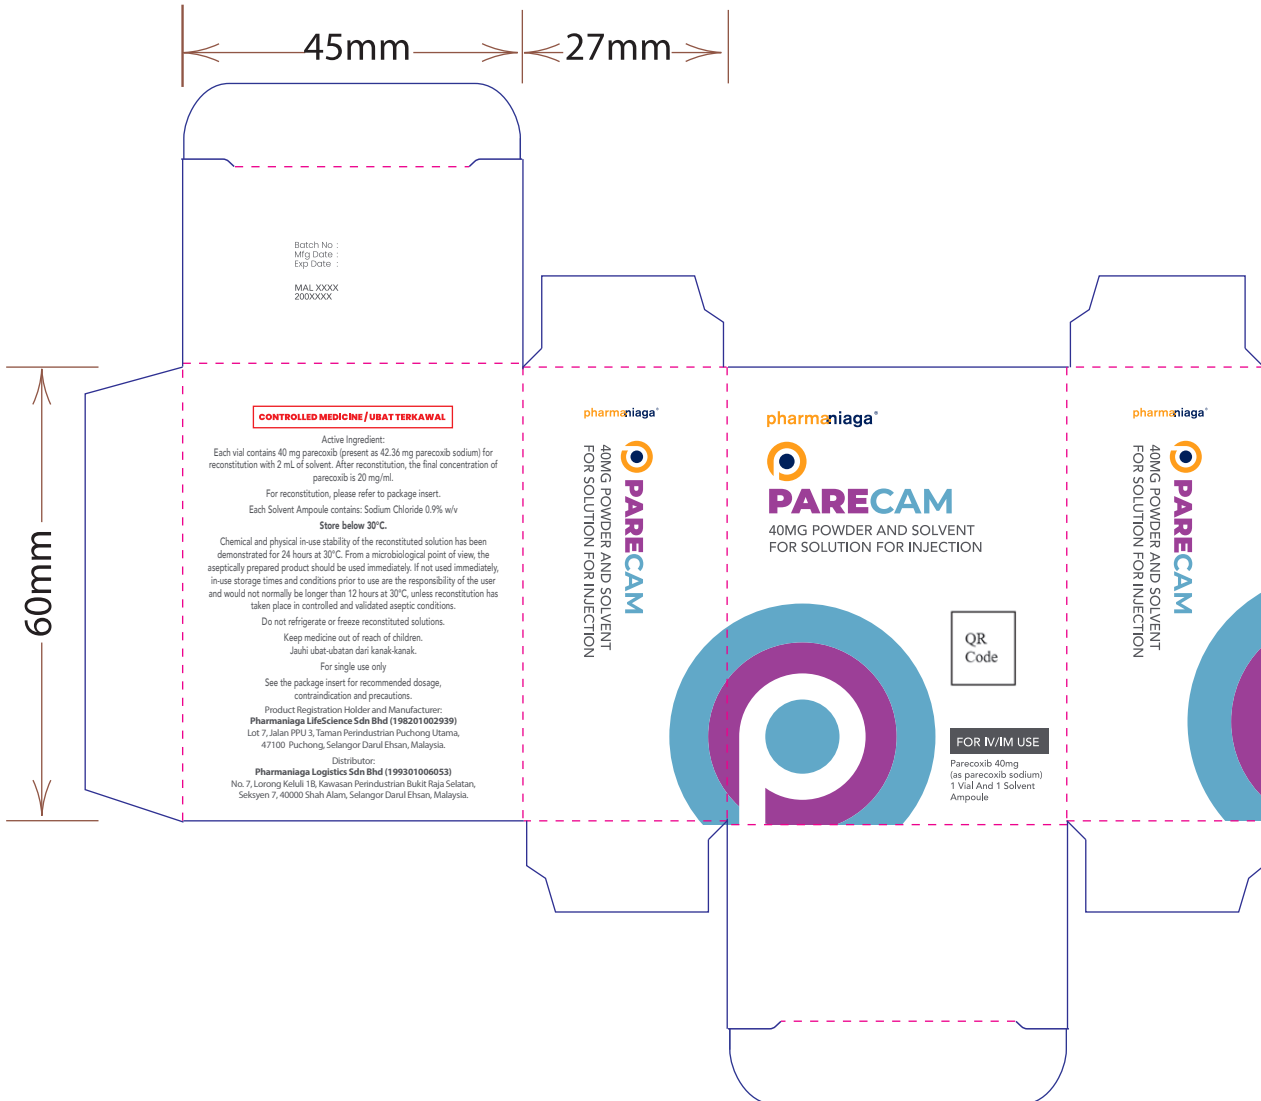 45mm
27mm
60mm
Batch No :
Mfg Date :
Exp Date :
MAL XXXX
200XXXX
CONTROLLED MEDICINE / UBAT TERKAWAL
Active Ingredient:
Each vial contains 40 mg parecoxib (present as 42.36 mg parecoxib sodium) for
reconstitution with 2 mL of solvent. After reconstitution, the final concentration of
parecoxib is 20 mg/ml.
For reconstitution, please refer to package insert.
Each Solvent Ampoule contains: Sodium Chloride 0.9% w/v
Store below 30°C.
Chemical and physical in-use stability of the reconstituted solution has been
demonstrated for 24 hours at 30°C. From a microbiological point of view, the
aseptically prepared product should be used immediately. If not used immediately,
in-use storage times and conditions prior to use are the responsibility of the user
and would not normally be longer than 12 hours at 30°C, unless reconstitution has
taken place in controlled and validated aseptic conditions.
Do not refrigerate or freeze reconstituted solutions.
Keep medicine out of reach of children.
Jauhi ubat-ubatan dari kanak-kanak.
For single use only
See the package insert for recommended dosage,
contraindication and precautions.
Product Registration Holder and Manufacturer:
Pharmaniaga LifeScience Sdn Bhd (198201002939)
Lot 7, Jalan PPU 3, Taman Perindustrian Puchong Utama,
47100 Puchong, Selangor Darul Ehsan, Malaysia.
Distributor:
Pharmaniaga Logistics Sdn Bhd (199301006053)
No. 7, Lorong Keluli 1B, Kawasan Perindustrian Bukit Raja Selatan,
Seksyen 7, 40000 Shah Alam, Selangor Darul Ehsan, Malaysia.
pharmaniaga®
PARECAM
40MG POWDER AND SOLVENT
FOR SOLUTION FOR INJECTION
pharmaniaga®
PARECAM
40MG POWDER AND SOLVENT
FOR SOLUTION FOR INJECTION
QR
Code
FOR IV/IM USE
Parecoxib 40mg
(as parecoxib sodium)
1 Vial And 1 Solvent
Ampoule
pharmaniaga®
PARECAM
40MG POWDER AND SOLVENT
FOR SOLUTION FOR INJECTION